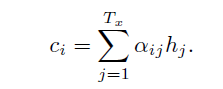 $c_i = \sum_{j=1}^{T_x} \alpha_{ij} h_j.$